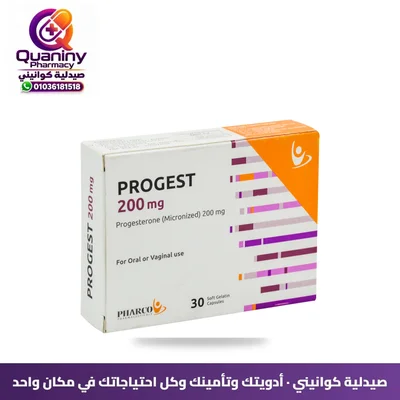 Quaniny
Pharmacy
صيدلية كوانيني
01036181518
PROGEST
200 mg
Progesterone (Micronized) 200 mg
For Oral or Vaginal use
30 Soft Gelatin
Capsules
PHARCO
PROGEST 200 mg
صيدلية كوانيني - أدويتك وتأمينك وكل احتياجاتك في مكان واحد